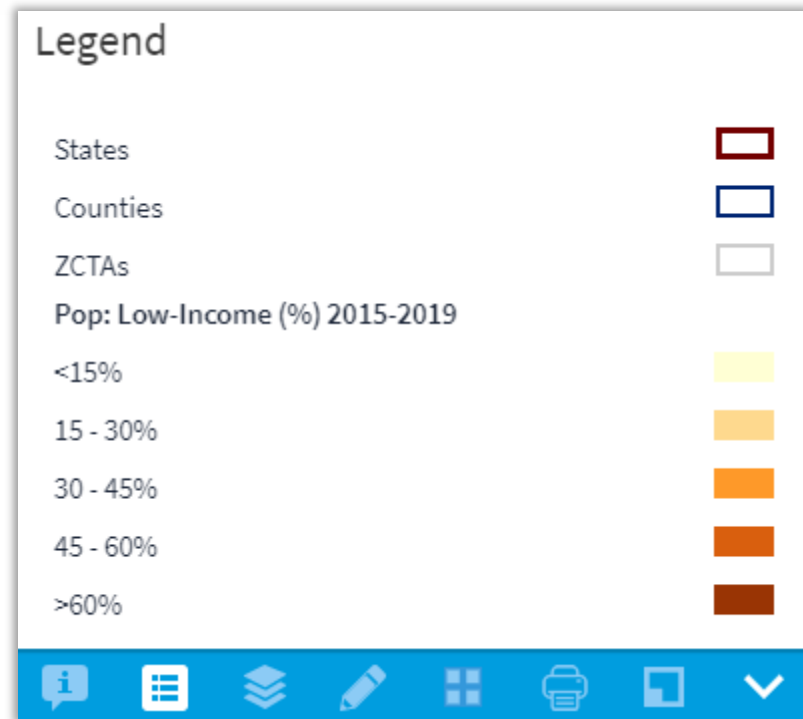 Legend
States
Counties
ZCTAs
Pop: Low-Income (%) 2015-2019
<15%
15 - 30%
30 - 45%
45 - 60%
>60%